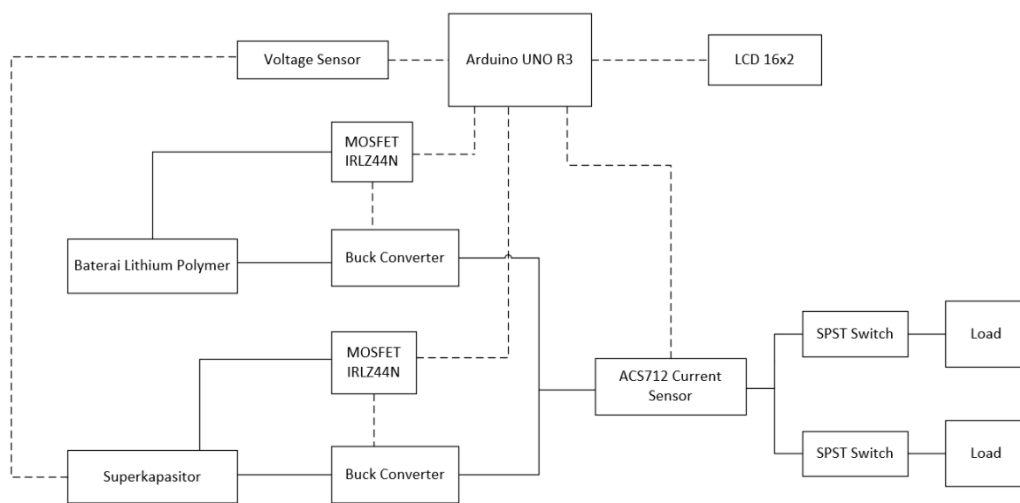 Voltage Sensor
Arduino UNO R3
LCD 16x2
MOSFET
IRLZ44N
Baterai Lithium Polymer
Buck Converter
MOSFET
IRLZ44N
SPST Switch
Load
ACS712 Current
Sensor
Superkapasitor
Buck Converter
SPST Switch
Load